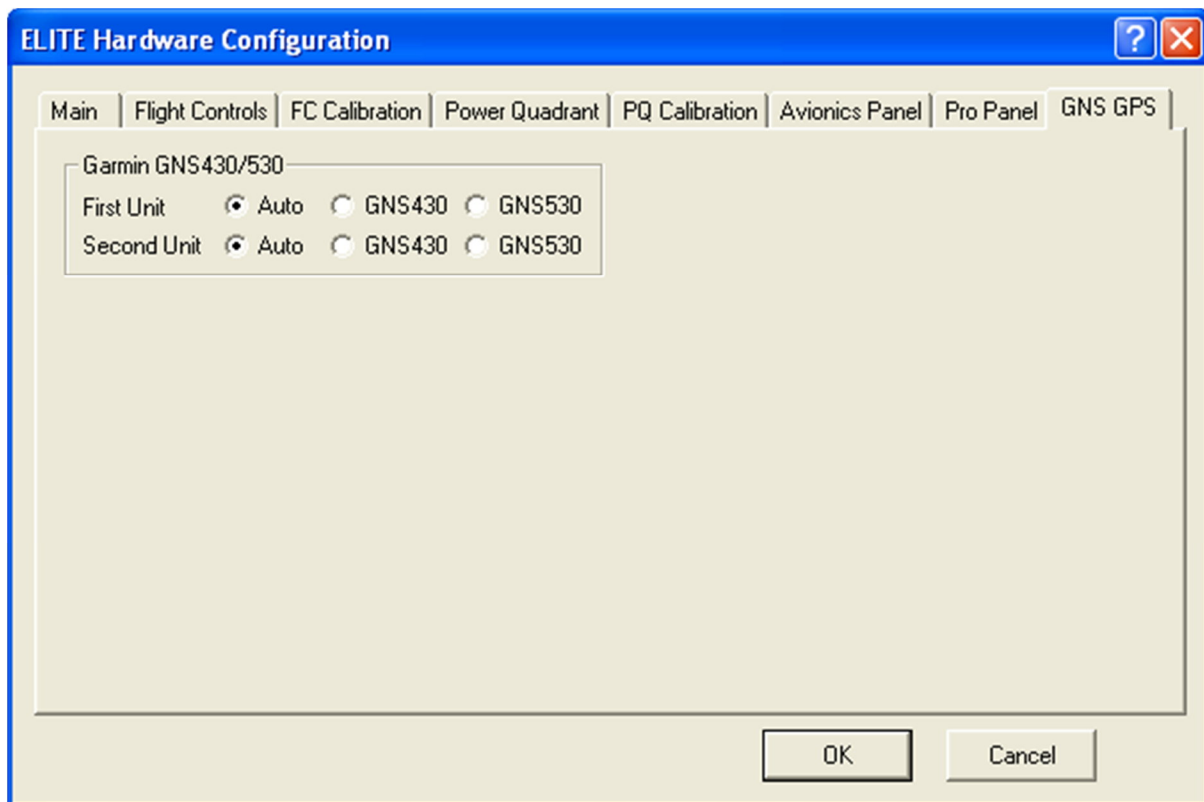 ELITE Hardware Configuration
Main Flight Controls FC Calibration Power Quadrant PQ Calibration Avionics Panel Pro Panel GNS GPS
Garmin GNS430/530
First Unit Auto GNS430 GNS530
Second Unit Auto GNS430 GNS530
OK Cancel